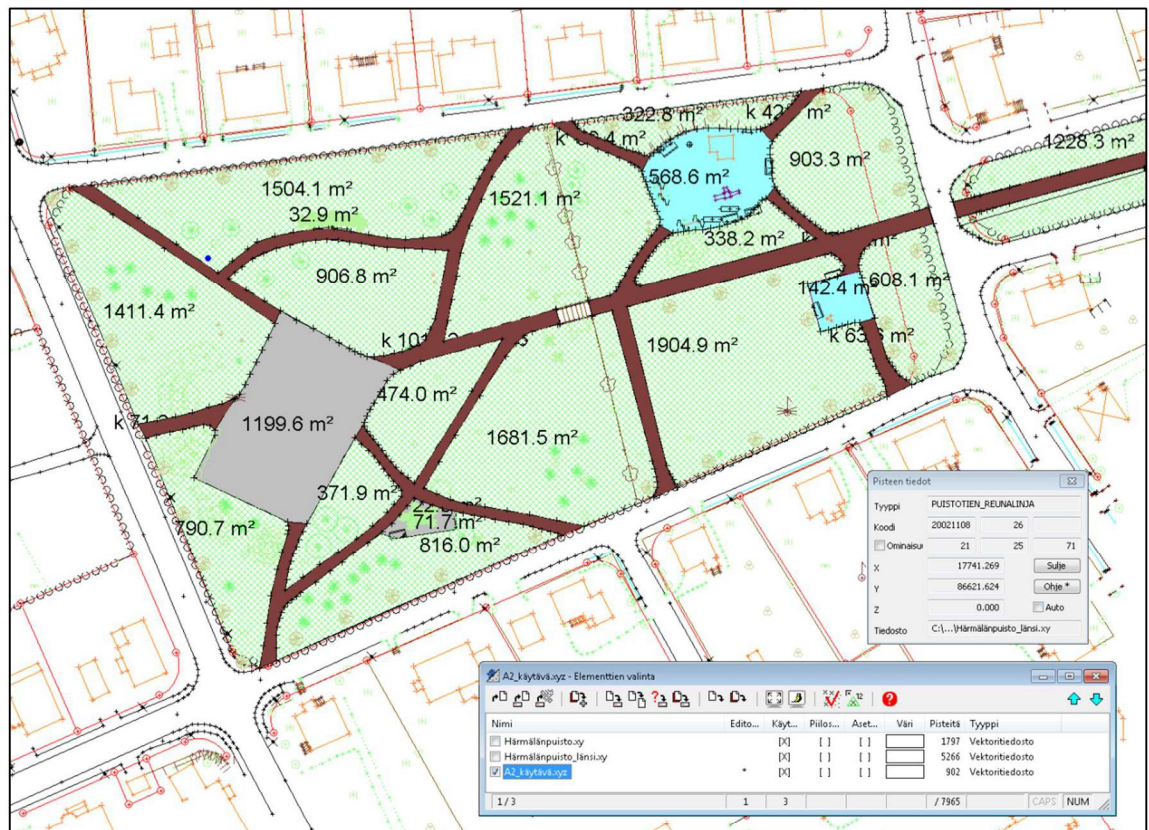 322.8 m²
1228.3 m²
903.3 m²
568.6 m²
1504.1 m²
1521.1 m²
32.9 m²
338.2 m²
906.8 m²
142.4 m²
608.1 m²
1411.4 m²
1904.9 m²
474.0 m²
1199.6 m²
1681.5 m²
371.9 m²
71.7 m²
790.7 m²
816.0 m²
Pisteen tiedot
Tyyppi PUISTOTIEN_REUNALINJA
Koodi 20021108 26
Ominaisu 21 25 71
X 17741.269 Sulje
Y 86621.624 Ohje *
Z 0.000 Auto
Tiedosto C:\...\Härmälänpuisto_länsi.xy
A2_käytävä.xyz - Elementtien valinta
Nimi Edito... Käyt... Piilos... Aset... Väri Pisteitä Tyyppi
Härmälänpuisto.xy [X] [ ] [ ] 1797 Vektoritiedosto
Härmälänpuisto_länsi.xy [X] [ ] [ ] 5266 Vektoritiedosto
A2_käytävä.xyz * [X] [ ] [ ] 902 Vektoritiedosto
1 / 3 1 3 / 7965 CAPS NUM